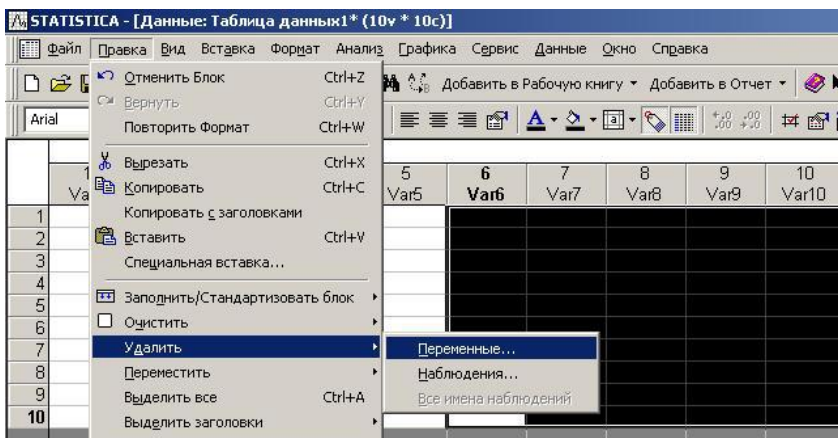 STATISTICA - [Данные: Таблица данных1* (10v * 10c)]
Файл Правка Вид Вставка Формат Анализ Графика Сервис Данные Окно Справка
Добавить в Рабочую книгу Добавить в Отчет
Arial
Отменить Блок Ctrl+Z
Вернуть Ctrl+Y
Повторить Формат Ctrl+W
Вырезать Ctrl+X
Копировать Ctrl+C
Копировать с заголовками
Вставить Ctrl+V
Специальная вставка...
Заполнить/Стандартизовать блок
Очистить
Удалить
Переместить
Выделить все Ctrl+A
Выделить заголовки
Переменные...
Наблюдения...
Все имена наблюдений
1 5 6 7 8 9 10
Va Var5 Var6 Var7 Var8 Var9 Var10
1
2
3
4
5
6
7
8
9
10